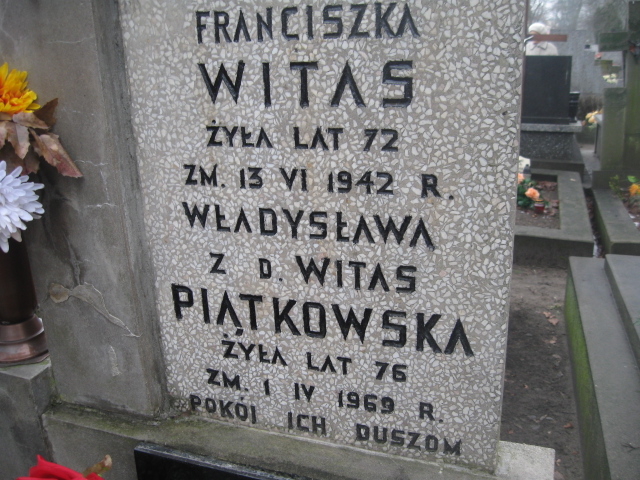 FRANCISZKA
WITAS
ŻYŁA LAT 72
ZM. 13 VI 1942 R.
WŁADYSŁAWA
Z D. WITAS
PIĄTKOWSKA
ŻYŁA LAT 76
ZM. 1 IV 1969 R.
POKÓJ ICH DUSZOM